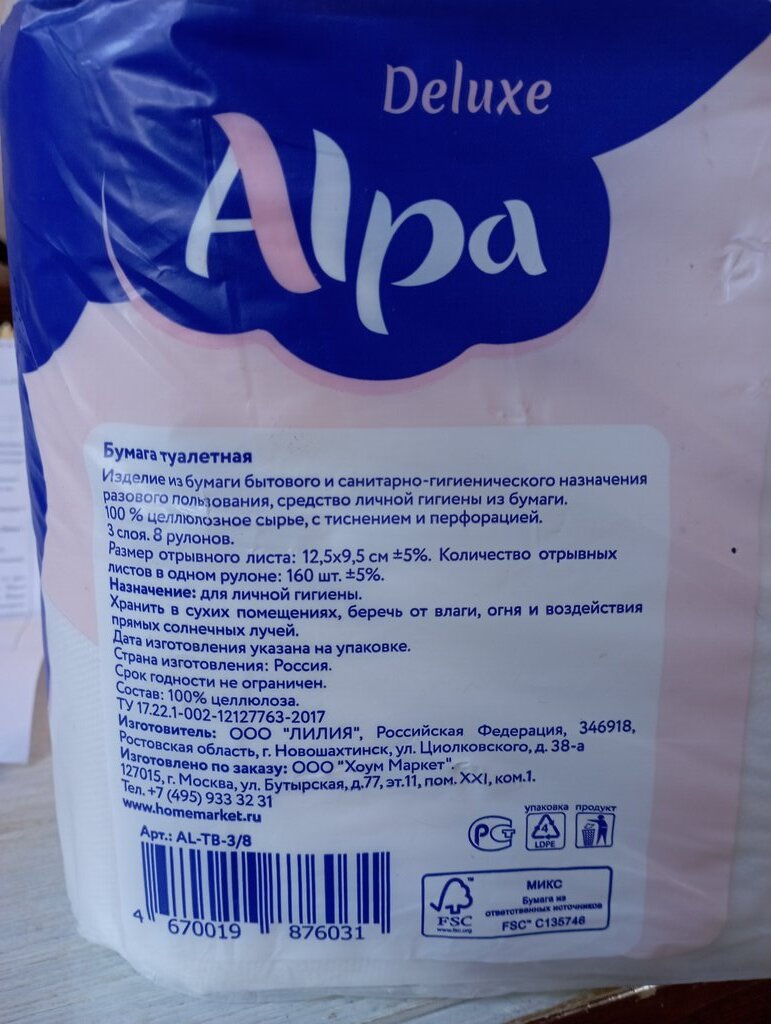 Deluxe
Alpa
Бумага туалетная
Изделие из бумаги бытового и санитарно-гигиенического назначения
разового пользования, средство личной гигиены из бумаги.
100 % целлюлозное сырье, с тиснением и перфорацией.
3 слоя. 8 рулонов.
Размер отрывного листа: 12,5х9,5 см ±5%. Количество отрывных
листов в одном рулоне: 160 шт. ±5%.
Назначение: для личной гигиены.
Хранить в сухих помещениях, беречь от влаги, огня и воздействия
прямых солнечных лучей.
Дата изготовления указана на упаковке.
Страна изготовления: Россия.
Срок годности не ограничен.
Состав: 100% целлюлоза.
ТУ 17.22.1-002-12127763-2017
Изготовитель: ООО "ЛИЛИЯ", Российская Федерация, 346918,
Ростовская область, г. Новошахтинск, ул. Циолковского, д. 38-а
Изготовлено по заказу: ООО "Хоум Маркет".
127015, г. Москва, ул. Бутырская, д.77, эт.11, пом. XXI, ком.1.
Тел. +7 (495) 933 32 31
www.homemarket.ru
Арт.: AL-TB-3/8
упаковка продукт
РСТ
4
LDPE
4 670019 876031
FSC
www.fsc.org
МИКС
Бумага из
ответственных источников
FSC™ C135746